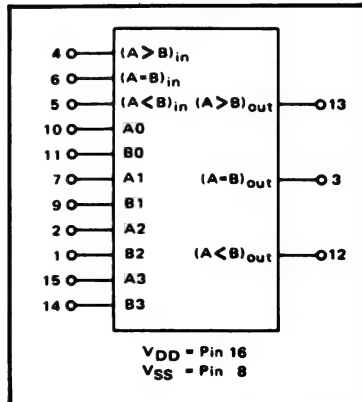 4 (A>B)in
6 (A=B)in
5 (A<B)in (A>B)out 13
10 A0
11 B0
7 A1 (A=B)out 3
9 B1
2 A2
1 B2 (A<B)out 12
15 A3
14 B3
VDD = Pin 16
VSS = Pin 8